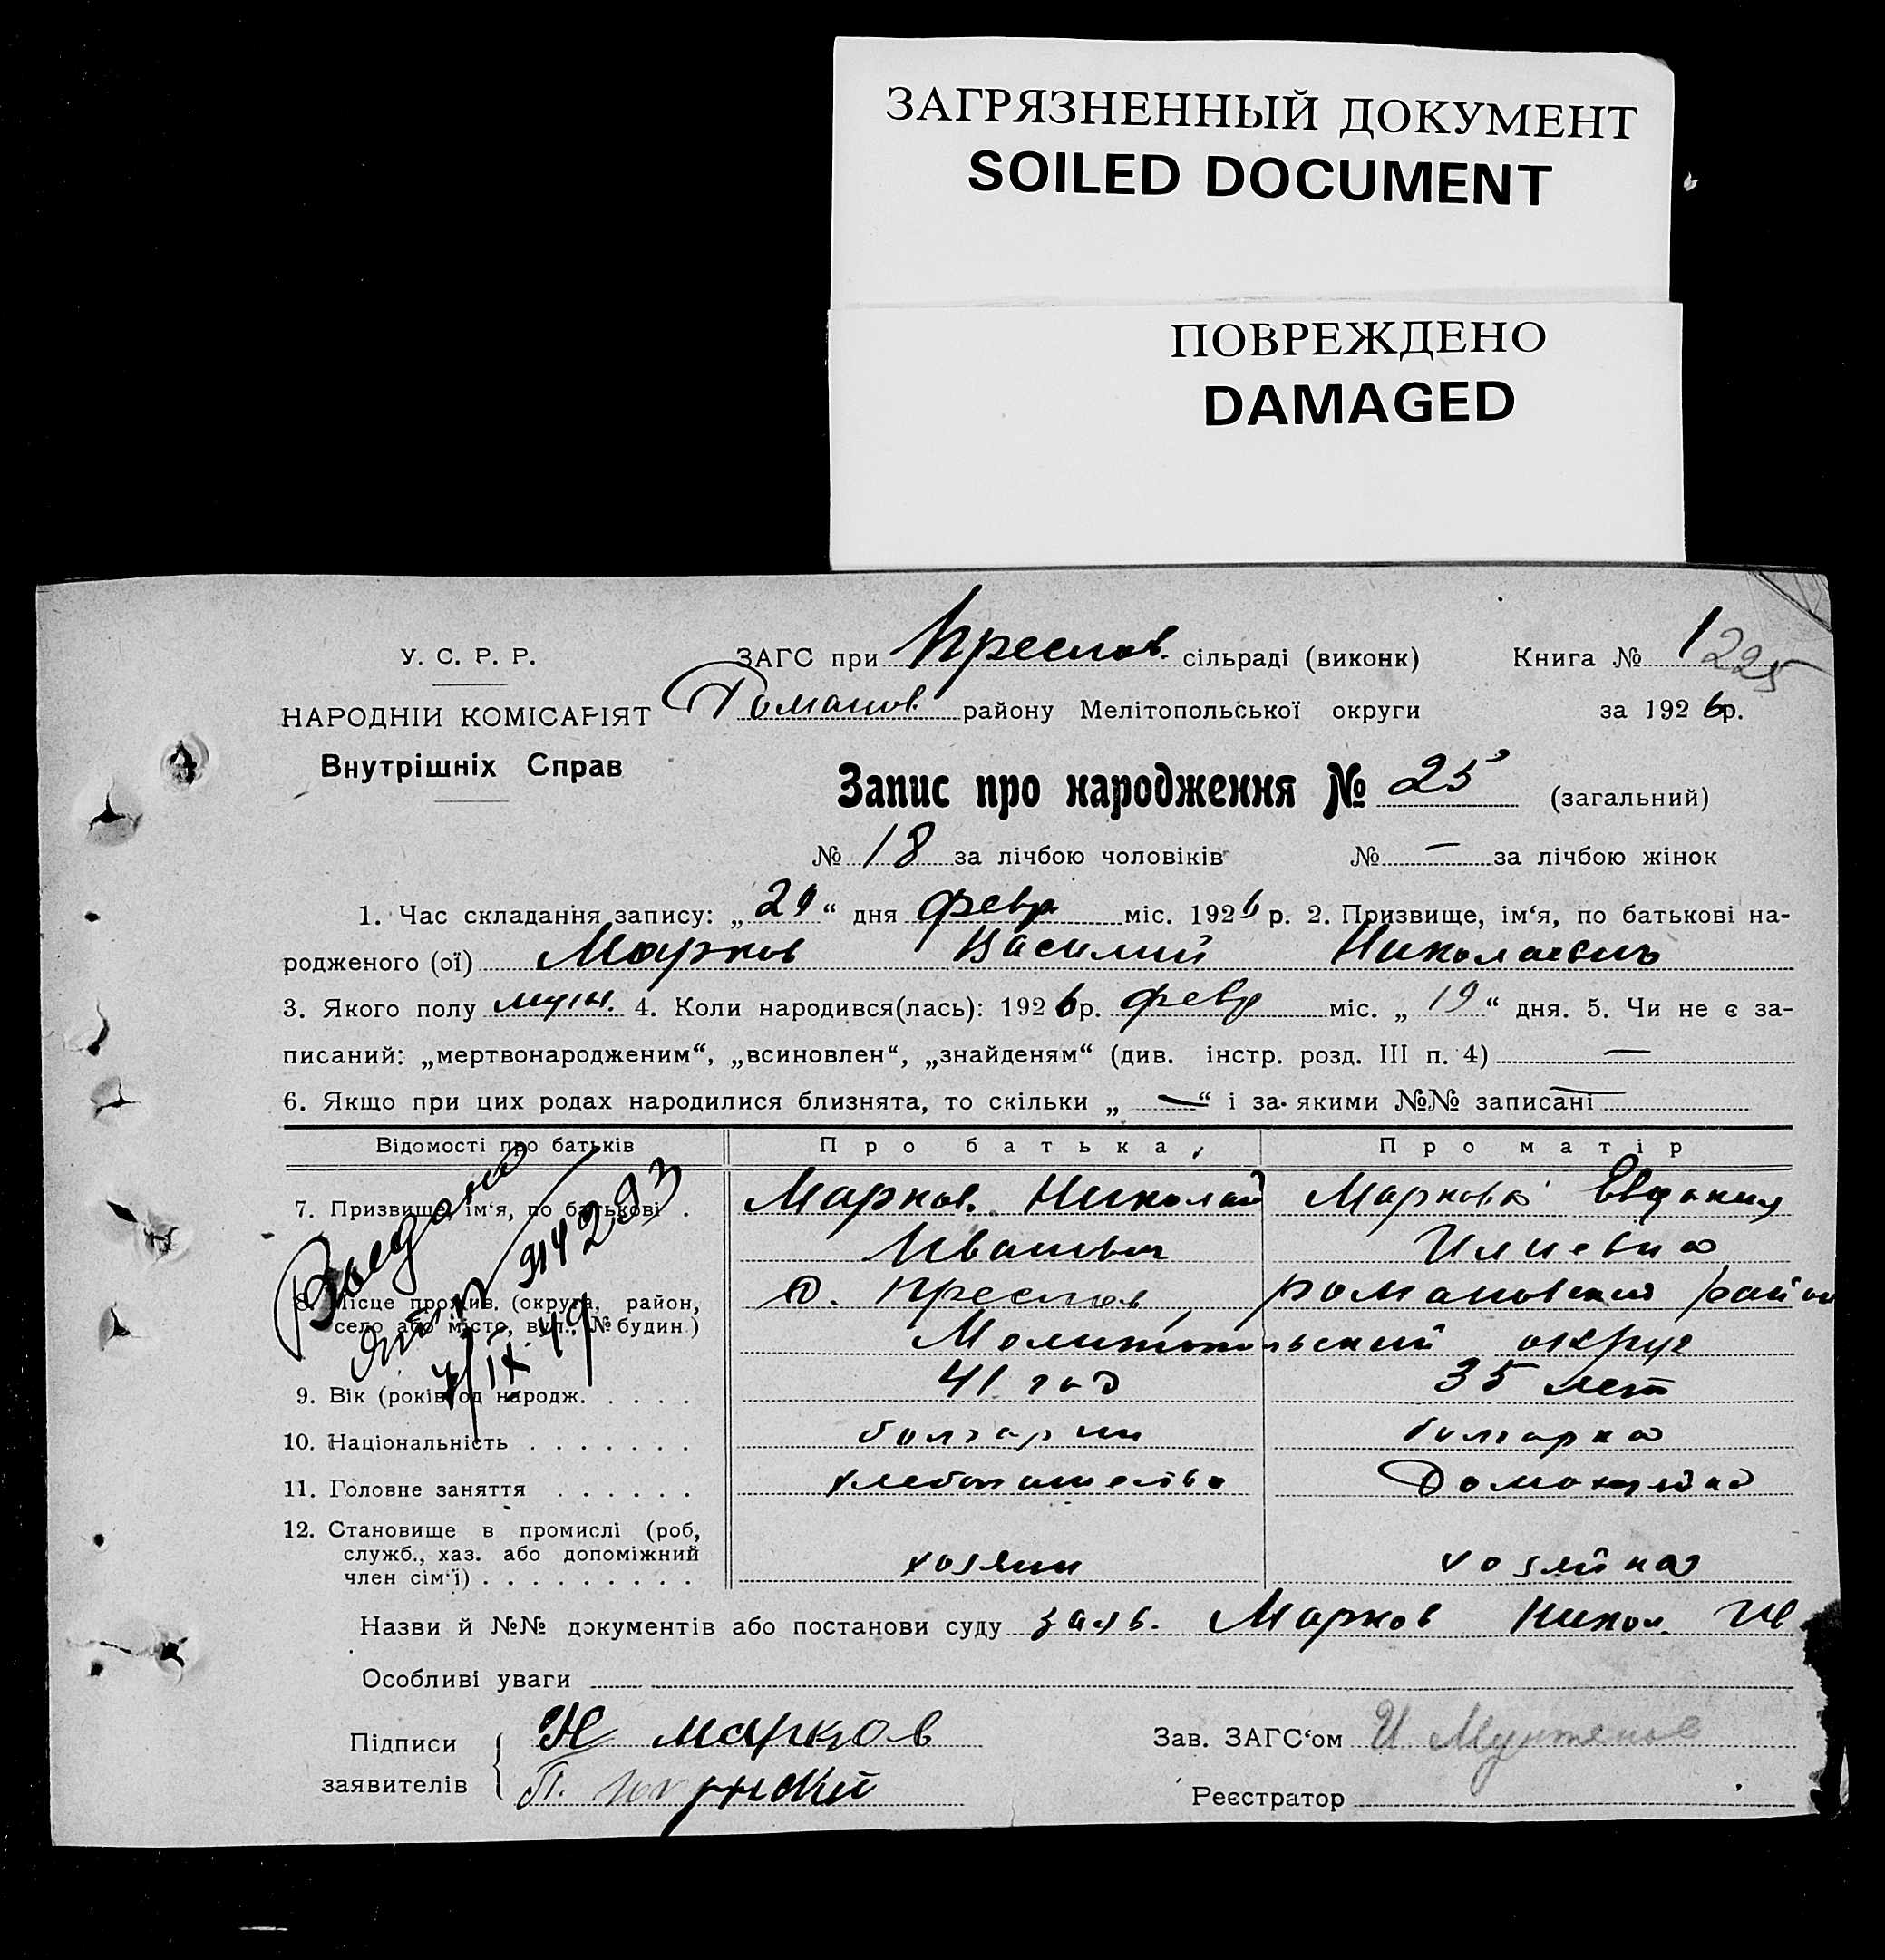 ЗАГРЯЗНЕННЫЙ ДОКУМЕНТ
SOILED DOCUMENT
ПОВРЕЖДЕНО
DAMAGED
У. С. Р. Р.
НАРОДНІИ КОМІСАРІЯТ
Внутрішніх Справ
ЗАГС при Преслав. сільраді (виконк) Книга № 1 225
Романов. району Мелітопольської округи за 1926р.
Запис про народження № 25 (загальний)
№ 18 за лічбою чоловіків № — за лічбою жінок
1. Час складання запису: „ “ дня февр міс. 1926 р. 2. Призвище, ім‘я, по батькові на-
родженого (ої) Марков Василий Николаевич
3. Якого полу муж. 4. Коли народився(лась): 1926р. февр міс. „ 19 “ дня. 5. Чи не є за-
писаний: „мертвонародженим“, „всиновлен“, „знайденям“ (див. інстр. розд. III п. 4) —
6. Якщо при цих родах народилися близнята, то скільки „ — “ і за якими №№ записані —
Відомості про батьків Про батька, Про матір
7. Призвище, ім‘я, по батькові . Марков. Николай Маркова Евдокия
Иванович Илиевна
8. Місце прожив. (округа, район, с. Преслав, романовский район
село або місто, вул., № будин.) Мелитопольский округ
9. Вік (років) од народж. . . . . 41 год 35 лет
10. Національність . . . . . . . болгарин болгарка
11. Головне заняття . . . . . . хлебопашество Домохозяйка
12. Становище в промислі (роб,
служб., хаз. або допоміжний хозяин хозяйка
член сім‘ї) . . . . . . . . .
Назви й №№ документів або постанови суду заяв. Марков Никол.
Особливі уваги
Підписи Н марков Зав. ЗАГС‘ом И
заявителів П.
Реєстратор